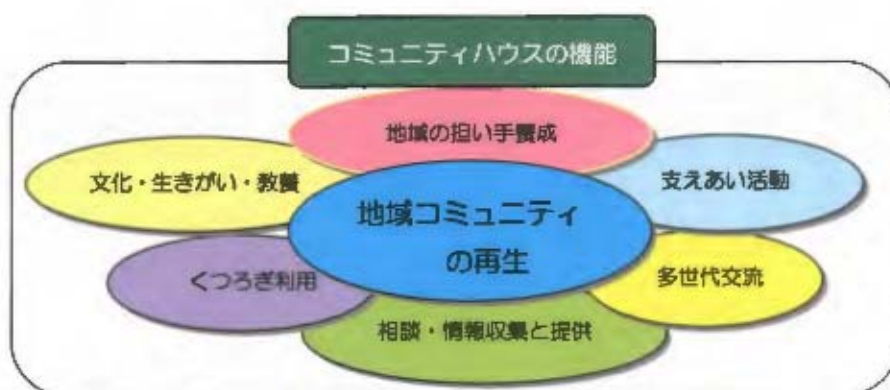 コミュニティハウスの機能
地域の担い手養成
文化・生きがい・教養
支えあい活動
地域コミュニティ
の再生
くつろぎ利用
多世代交流
相談・情報収集と提供